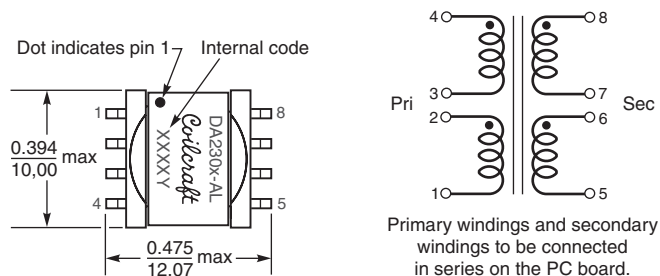 Dot indicates pin 1
Internal code
1
8
4
5
DA230x-AL
Coilcraft
XXXXY
0.394
10,00
max
0.475
12.07
max
4
8
3
7
Pri
Sec
2
6
1
5
Primary windings and secondary
windings to be connected
in series on the PC board.